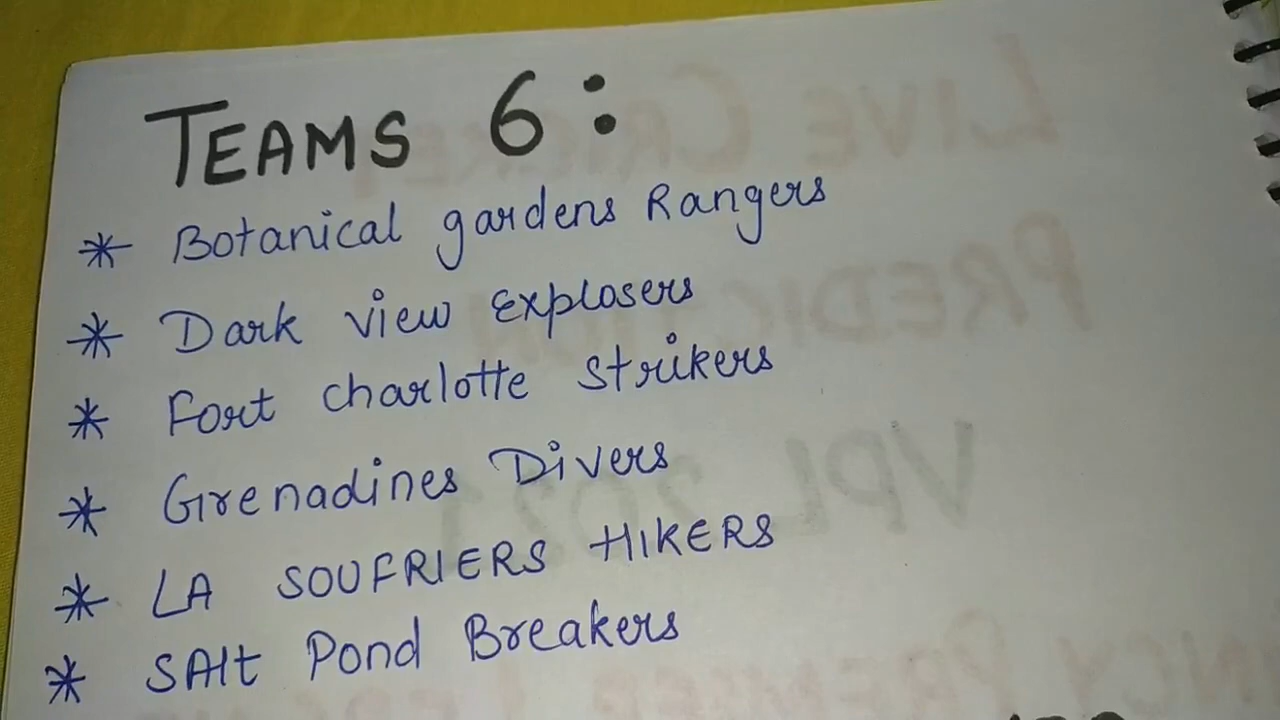 TEAMS 6:
* Botanical gardens Rangers
* Dark view Explosers
* Fort charlotte strikers
* Grenadines Divers
* LA SOUFRIERS HIKERS
* SAlt Pond Breakers